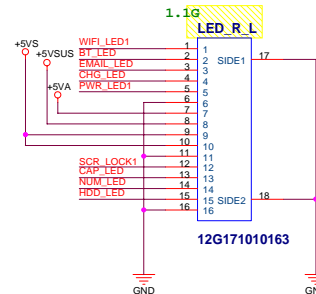 1.1G
LED_R_L
WIFI_LED1 1 1 SIDE1 17
+5VS
BT_LED 2 2
+5VSUS
EMAIL_LED 3 3
CHG_LED 4 4
+5VA
PWR_LED1 5 5
6 6
7 7
8 8
9 9
10 10
11 11
SCR_LOCK1 12 12
CAP_LED 13 13
NUM_LED 14 14
HDD_LED 15 15 SIDE2 18
16 16
12G171010163
GND